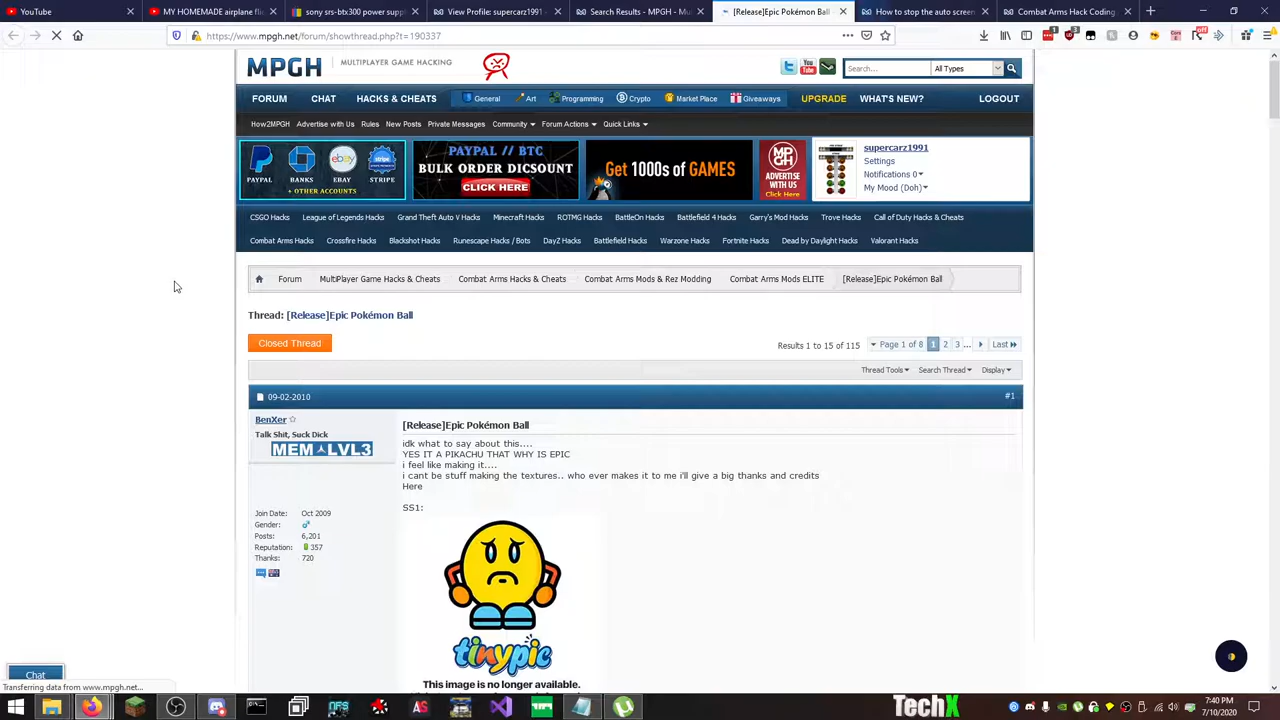 YouTube
MY HOMEMADE airplane fli
sony srs-btx300 power suppl
View Profile: supercarz1991
Search Results - MPGH - Mu
[Release]Epic Pokémon Ball
How to stop the auto screen
Combat Arms Hack Coding
https://www.mpgh.net/forum/showthread.php?t=190337
MPGH
MULTIPLAYER GAME HACKING
Search...
All Types
FORUM
CHAT
HACKS & CHEATS
General
Art
Programming
Crypto
Market Place
Giveaways
UPGRADE
WHAT'S NEW?
LOGOUT
How2MPGH
Advertise with Us
Rules
New Posts
Private Messages
Community
Forum Actions
Quick Links
PAYPAL
BANKS
EBAY
STRIPE
+ OTHER ACCOUNTS
PAYPAL // BTC
BULK ORDER DICSOUNT
CLICK HERE
Get 1000s of GAMES
MPGH
ADVERTISE
WITH US
Click Here
supercarz1991
Settings
Notifications 0
My Mood (Doh)
CSGO Hacks
League of Legends Hacks
Grand Theft Auto V Hacks
Minecraft Hacks
ROTMG Hacks
BattleOn Hacks
Battlefield 4 Hacks
Garry's Mod Hacks
Trove Hacks
Call of Duty Hacks & Cheats
Combat Arms Hacks
Crossfire Hacks
Blackshot Hacks
Runescape Hacks / Bots
DayZ Hacks
Battlefield Hacks
Warzone Hacks
Fortnite Hacks
Dead by Daylight Hacks
Valorant Hacks
Forum
MultiPlayer Game Hacks & Cheats
Combat Arms Hacks & Cheats
Combat Arms Mods & Rez Modding
Combat Arms Mods ELITE
[Release]Epic Pokémon Ball
Thread: [Release]Epic Pokémon Ball
Closed Thread
Results 1 to 15 of 115
Page 1 of 8
1
2
3
...
Last
Thread Tools
Search Thread
Display
09-02-2010
#1
BenXer
Talk Shit, Suck Dick
MEM LVL3
Join Date: Oct 2009
Gender:
Posts: 6,201
Reputation: 357
Thanks: 720
[Release]Epic Pokémon Ball
idk what to say about this....
YES IT A PIKACHU THAT WHY IS EPIC
i feel like making it....
i cant be stuff making the textures.. who ever makes it to me i'll give a big thanks and credits
Here
SS1:
tinypic
This image is no longer available.
Chat
Transferring data from www.mpgh.net...
TechX
7:40 PM
7/10/2020